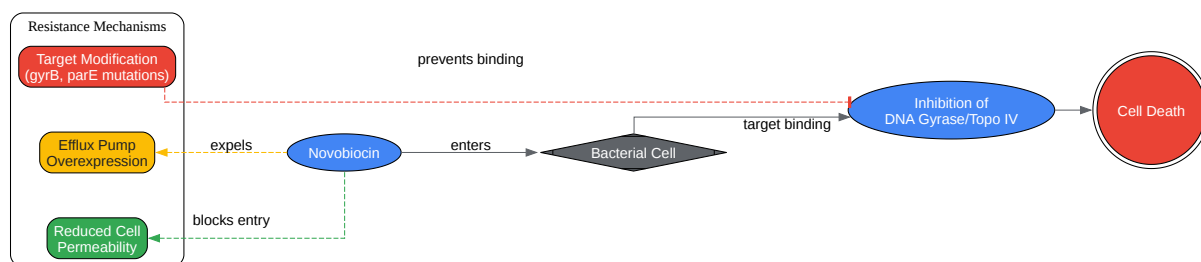 Resistance Mechanisms
Target Modification
(gyrB, parE mutations)
prevents binding
Inhibition of
DNA Gyrase/Topo IV
Cell Death
target binding
Efflux Pump
Overexpression
expels
Novobiocin
enters
Bacterial Cell
blocks entry
Reduced Cell
Permeability